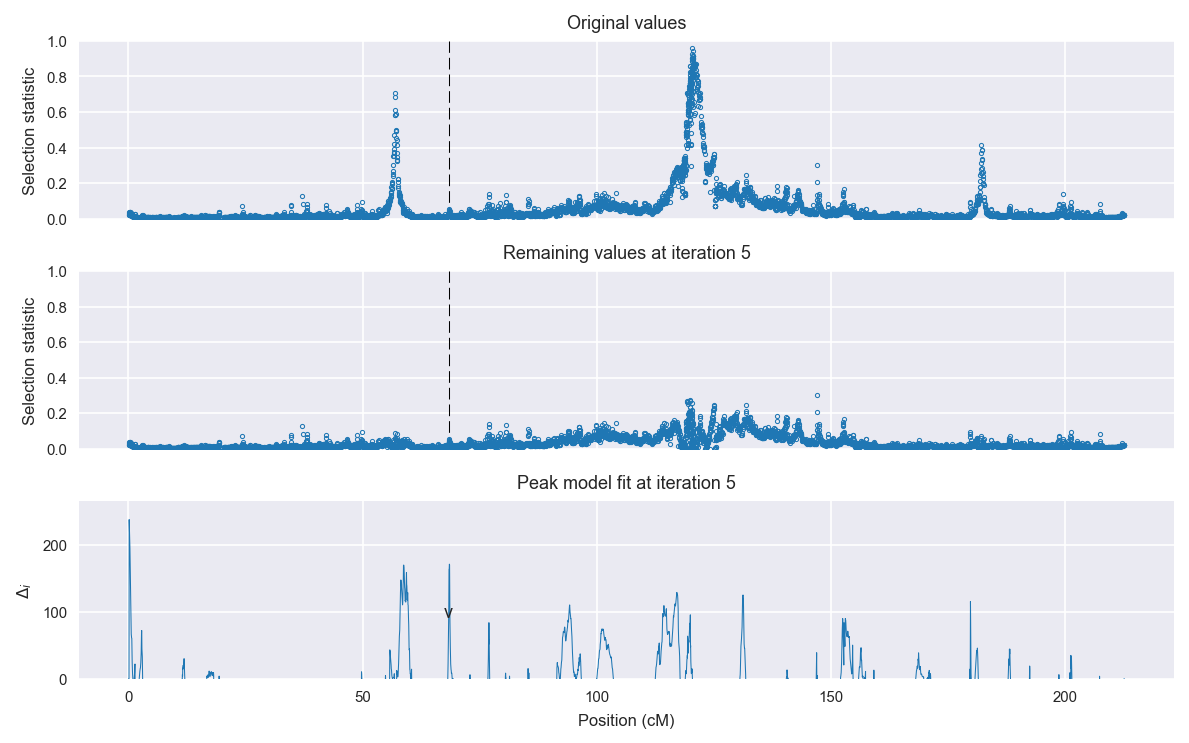 Original values
Selection statistic
1.0
0.8
0.6
0.4
0.2
0.0
Remaining values at iteration 5
Selection statistic
1.0
0.8
0.6
0.4
0.2
0.0
Peak model fit at iteration 5
Δi
200
100
0
v
0 50 100 150 200
Position (cM)